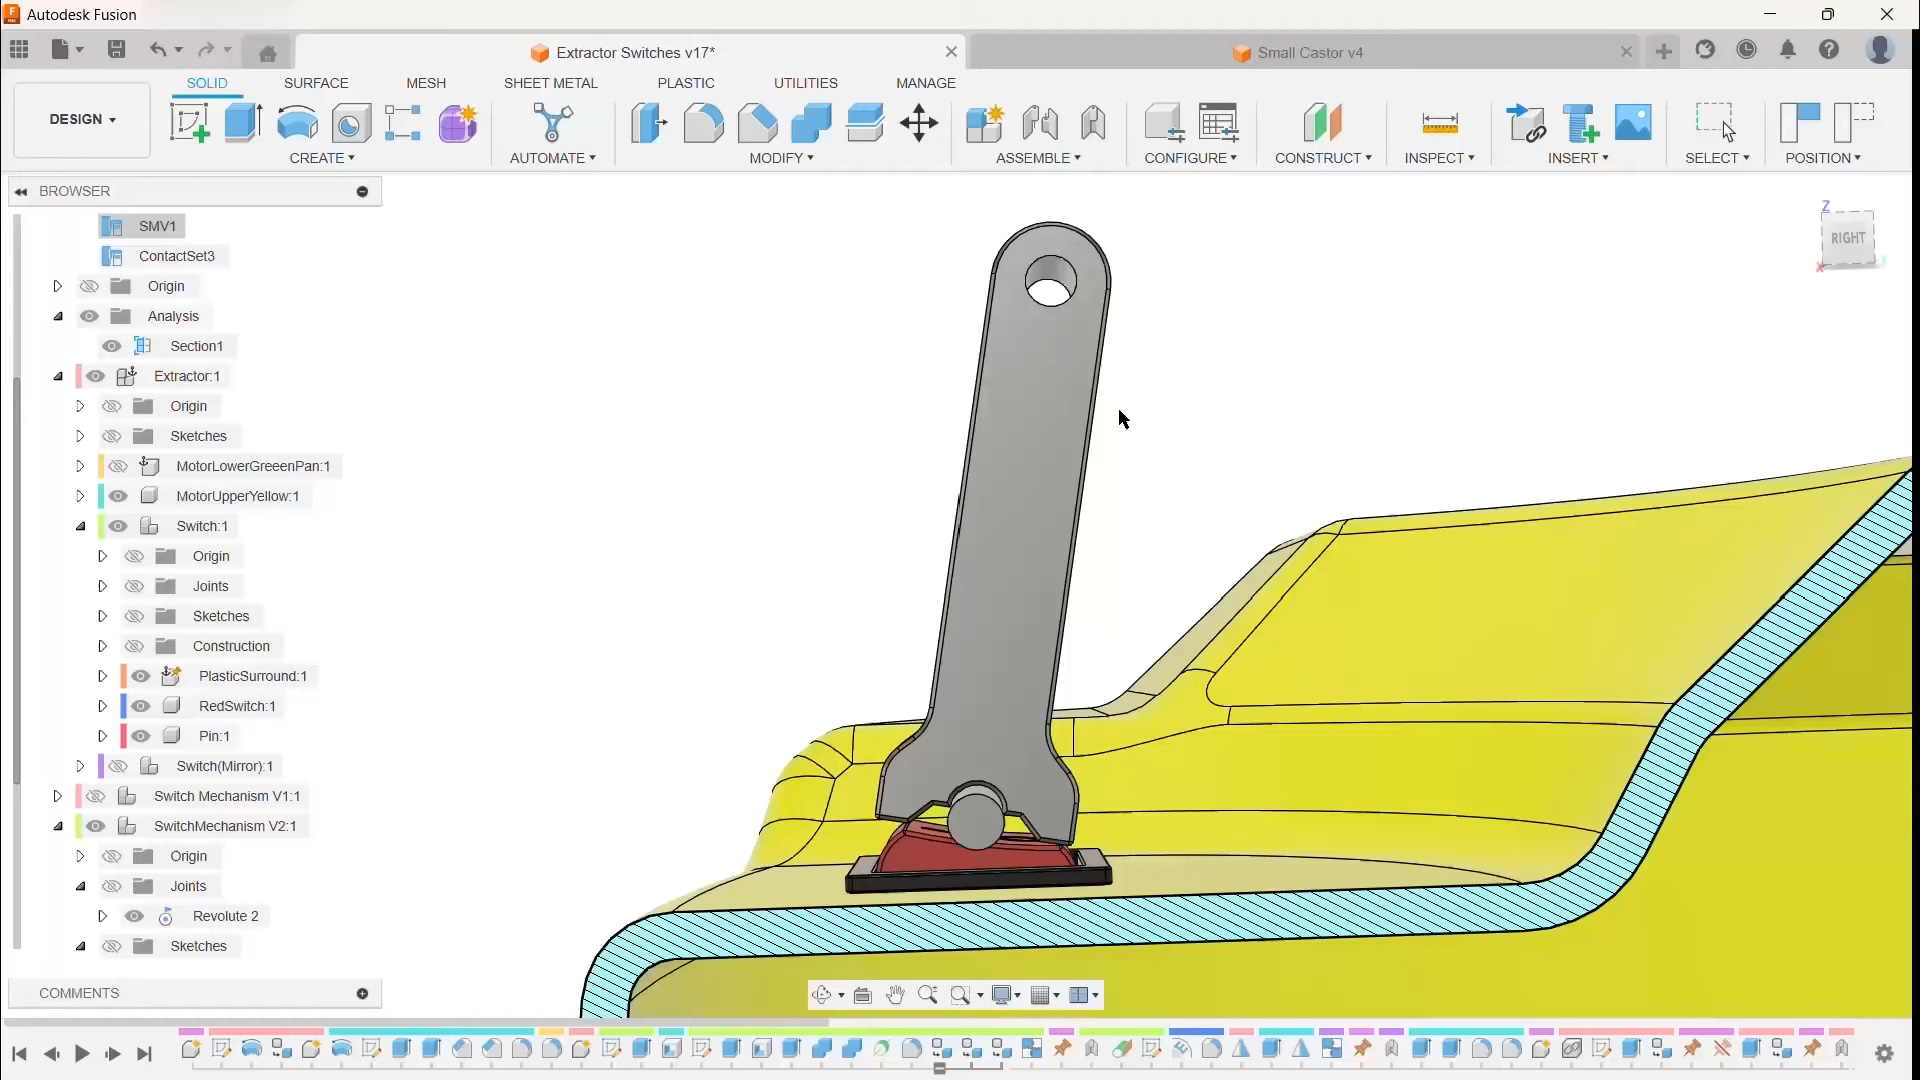 Autodesk Fusion
Extractor Switches v17*
Small Castor v4
SOLID
SURFACE
MESH
SHEET METAL
PLASTIC
UTILITIES
MANAGE
DESIGN
CREATE
AUTOMATE
MODIFY
ASSEMBLE
CONFIGURE
CONSTRUCT
INSPECT
INSERT
SELECT
POSITION
BROWSER
SMV1
ContactSet3
Origin
Analysis
Section1
Extractor:1
Origin
Sketches
MotorLowerGreeenPan:1
MotorUpperYellow:1
Switch:1
Origin
Joints
Sketches
Construction
PlasticSurround:1
RedSwitch:1
Pin:1
Switch(Mirror):1
Switch Mechanism V1:1
SwitchMechanism V2:1
Origin
Joints
Revolute 2
Sketches
COMMENTS
Z
RIGHT
X